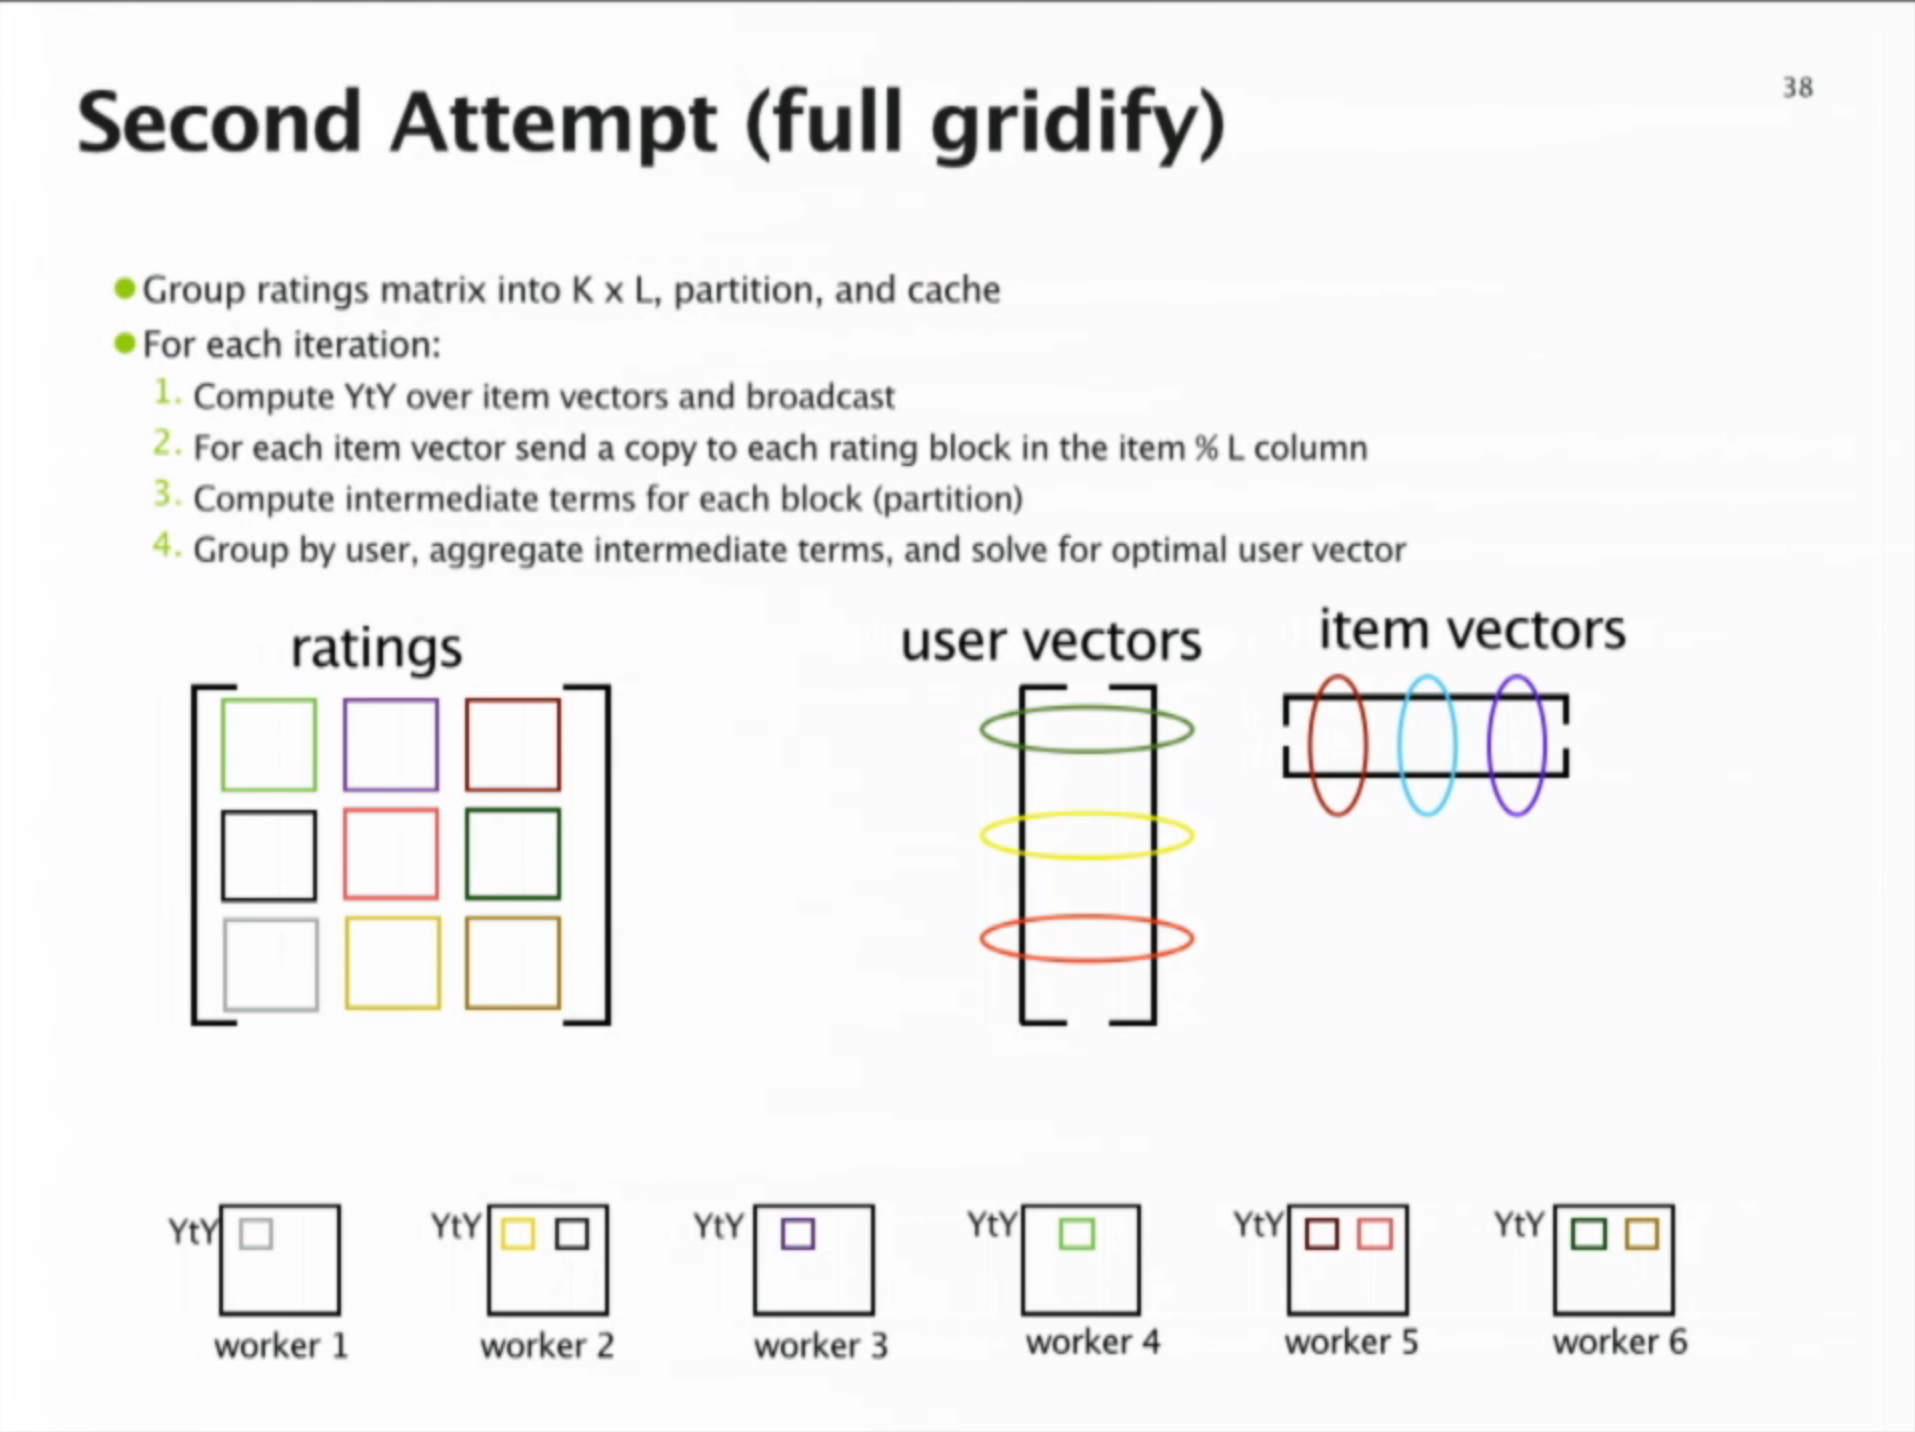 38
Second Attempt (full gridify)
Group ratings matrix into K x L, partition, and cache
For each iteration:
1. Compute YtY over item vectors and broadcast
2. For each item vector send a copy to each rating block in the item % L column
3. Compute intermediate terms for each block (partition)
4. Group by user, aggregate intermediate terms, and solve for optimal user vector
ratings
user vectors
item vectors
YtY
YtY
YtY
YtY
YtY
YtY
worker 1
worker 2
worker 3
worker 4
worker 5
worker 6